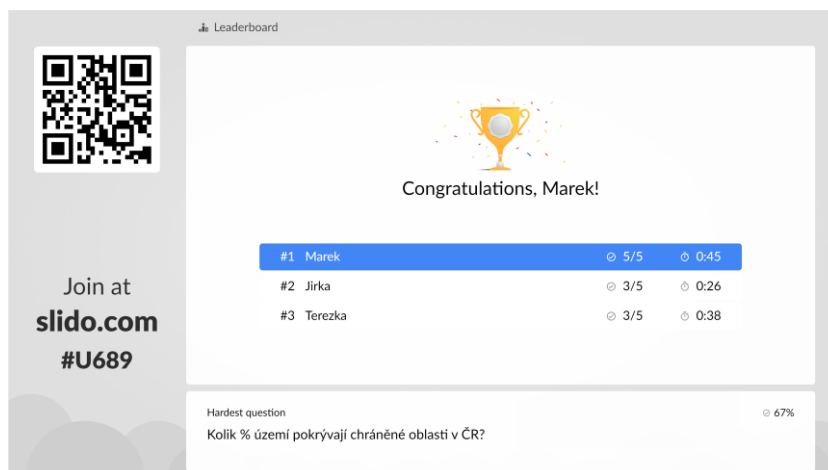 Leaderboard
Congratulations, Marek!
#1 Marek 5/5 0:45
#2 Jirka 3/5 0:26
#3 Terezka 3/5 0:38
Join at
slido.com
#U689
Hardest question 67%
Kolik % území pokrývají chráněné oblasti v ČR?